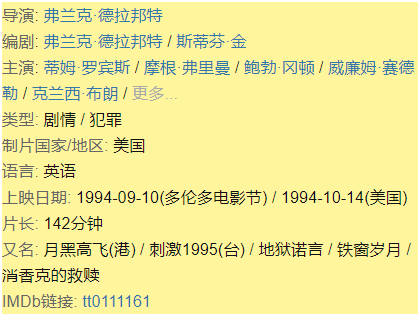 导演: 弗兰克·德拉邦特
编剧: 弗兰克·德拉邦特 / 斯蒂芬·金
主演: 蒂姆·罗宾斯 / 摩根·弗里曼 / 鲍勃·冈顿 / 威廉姆·赛德
勒 / 克兰西·布朗 / 更多...
类型: 剧情 / 犯罪
制片国家/地区: 美国
语言: 英语
上映日期: 1994-09-10(多伦多电影节) / 1994-10-14(美国)
片长: 142分钟
又名: 月黑高飞(港) / 刺激1995(台) / 地狱诺言 / 铁窗岁月 /
消香克的救赎
IMDb链接: tt0111161